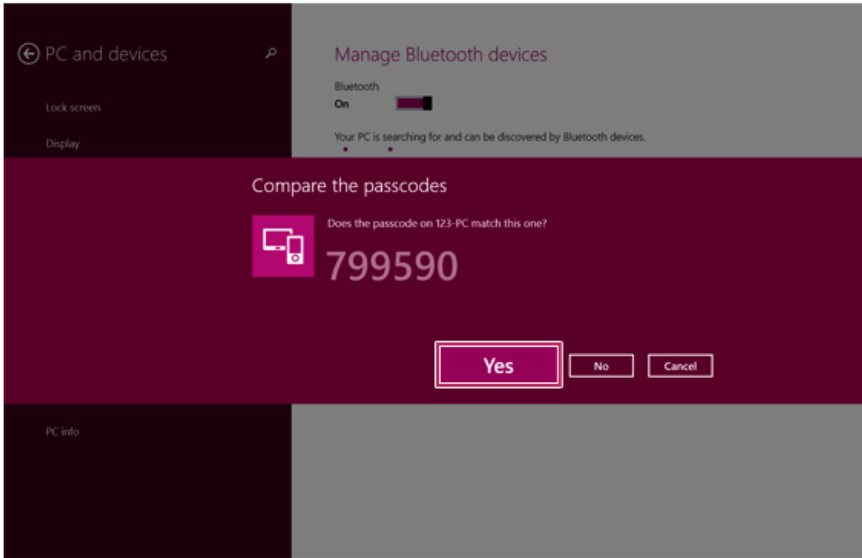 PC and devices
Lock screen
Display
PC info
Manage Bluetooth devices
Bluetooth
On
Your PC is searching for and can be discovered by Bluetooth devices.
Compare the passcodes
Does the passcode on 123-PC match this one?
799590
Yes
No
Cancel